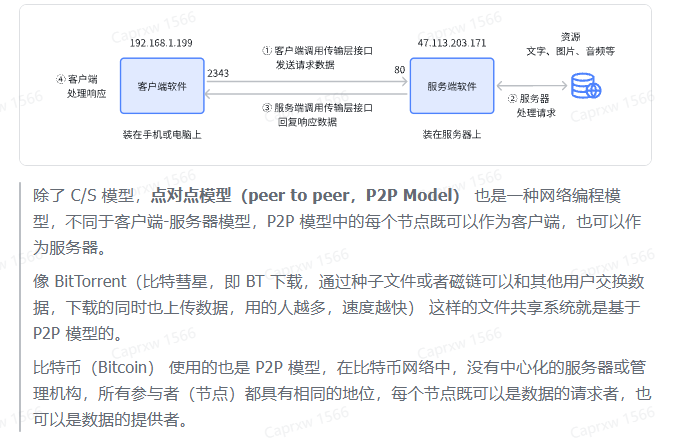 Caprxw 1566
192.168.1.199
① 客户端调用传输层接口
发送请求数据
47.113.203.171
资源
文字、图片、音频等
④ 客户端
处理响应
客户端软件
2343
80
服务端软件
② 服务器
处理请求
③ 服务端调用传输层接口
回复响应数据
装在手机或电脑上
装在服务器上
除了 C/S 模型，点对点模型（peer to peer，P2P Model） 也是一种网络编程模
型，不同于客户端-服务器模型，P2P 模型中的每个节点既可以作为客户端，也可以作
为服务器。
像 BitTorrent（比特彗星，即 BT 下载，通过种子文件或者磁链可以和其他用户交换数
据，下载的同时也上传数据，用的人越多，速度越快） 这样的文件共享系统就是基于
P2P 模型的。
比特币（Bitcoin） 使用的也是 P2P 模型，在比特币网络中，没有中心化的服务器或管
理机构，所有参与者（节点）都具有相同的地位，每个节点既可以是数据的请求者，也
可以是数据的提供者。